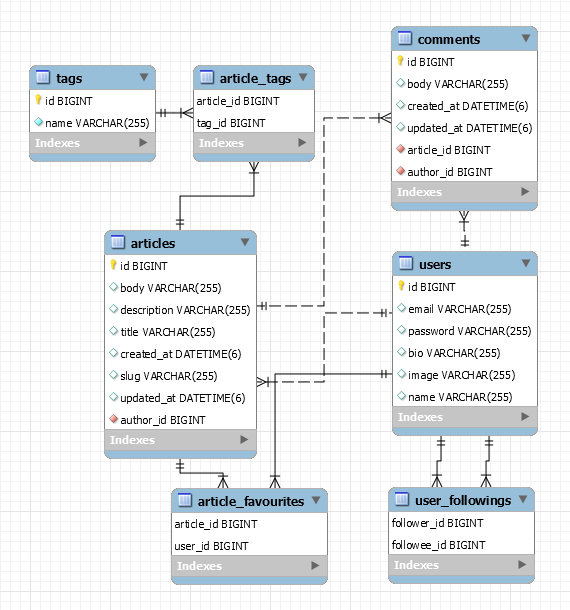 tags
id BIGINT
name VARCHAR(255)
Indexes
article_tags
article_id BIGINT
tag_id BIGINT
Indexes
comments
id BIGINT
body VARCHAR(255)
created_at DATETIME(6)
updated_at DATETIME(6)
article_id BIGINT
author_id BIGINT
Indexes
articles
id BIGINT
body VARCHAR(255)
description VARCHAR(255)
title VARCHAR(255)
created_at DATETIME(6)
slug VARCHAR(255)
updated_at DATETIME(6)
author_id BIGINT
Indexes
users
id BIGINT
email VARCHAR(255)
password VARCHAR(255)
bio VARCHAR(255)
image VARCHAR(255)
name VARCHAR(255)
Indexes
article_favourites
article_id BIGINT
user_id BIGINT
Indexes
user_followings
follower_id BIGINT
followee_id BIGINT
Indexes